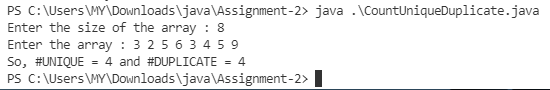 PS C:\Users\MY\Downloads\java\Assignment-2> java .\CountUniqueDuplicate.java
Enter the size of the array : 8
Enter the array : 3 2 5 6 3 4 5 9
So, #UNIQUE = 4 and #DUPLICATE = 4
PS C:\Users\MY\Downloads\java\Assignment-2>